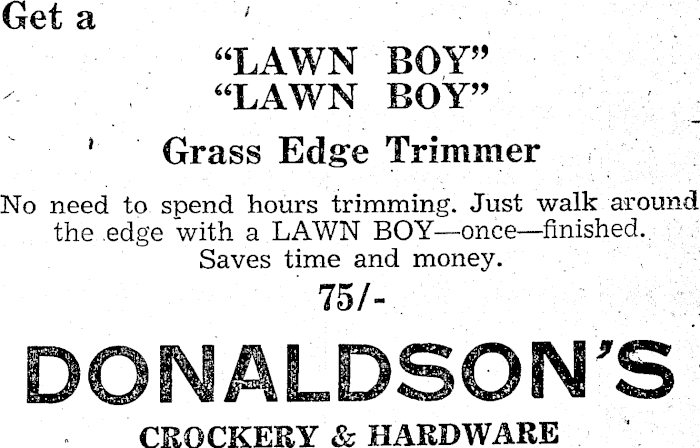 Get a
“LAWN BOY”
“LAWN BOY”
Grass Edge Trimmer
No need to spend hours trimming. Just walk around
the edge with a LAWN BOY—once—finished.
Saves time and money.
75/-
DONALDSON'S
CROCKERY & HARDWARE